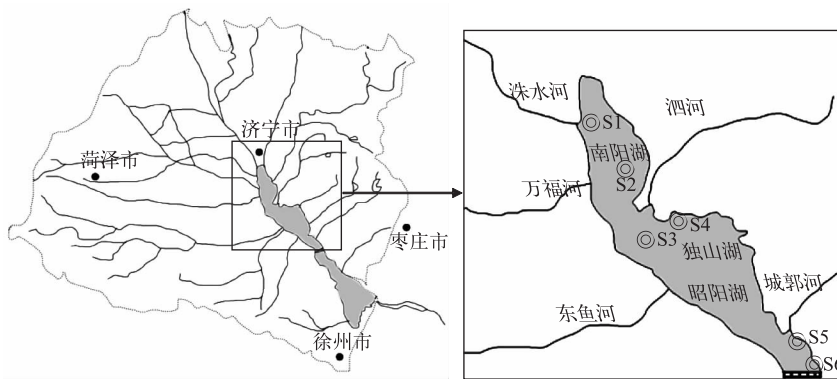 济宁市
菏泽市
枣庄市
徐州市
洙水河
泗河
S1
南阳湖
S2
万福河
S4
S3
独山湖
昭阳湖
城郭河
东鱼河
S5
S6